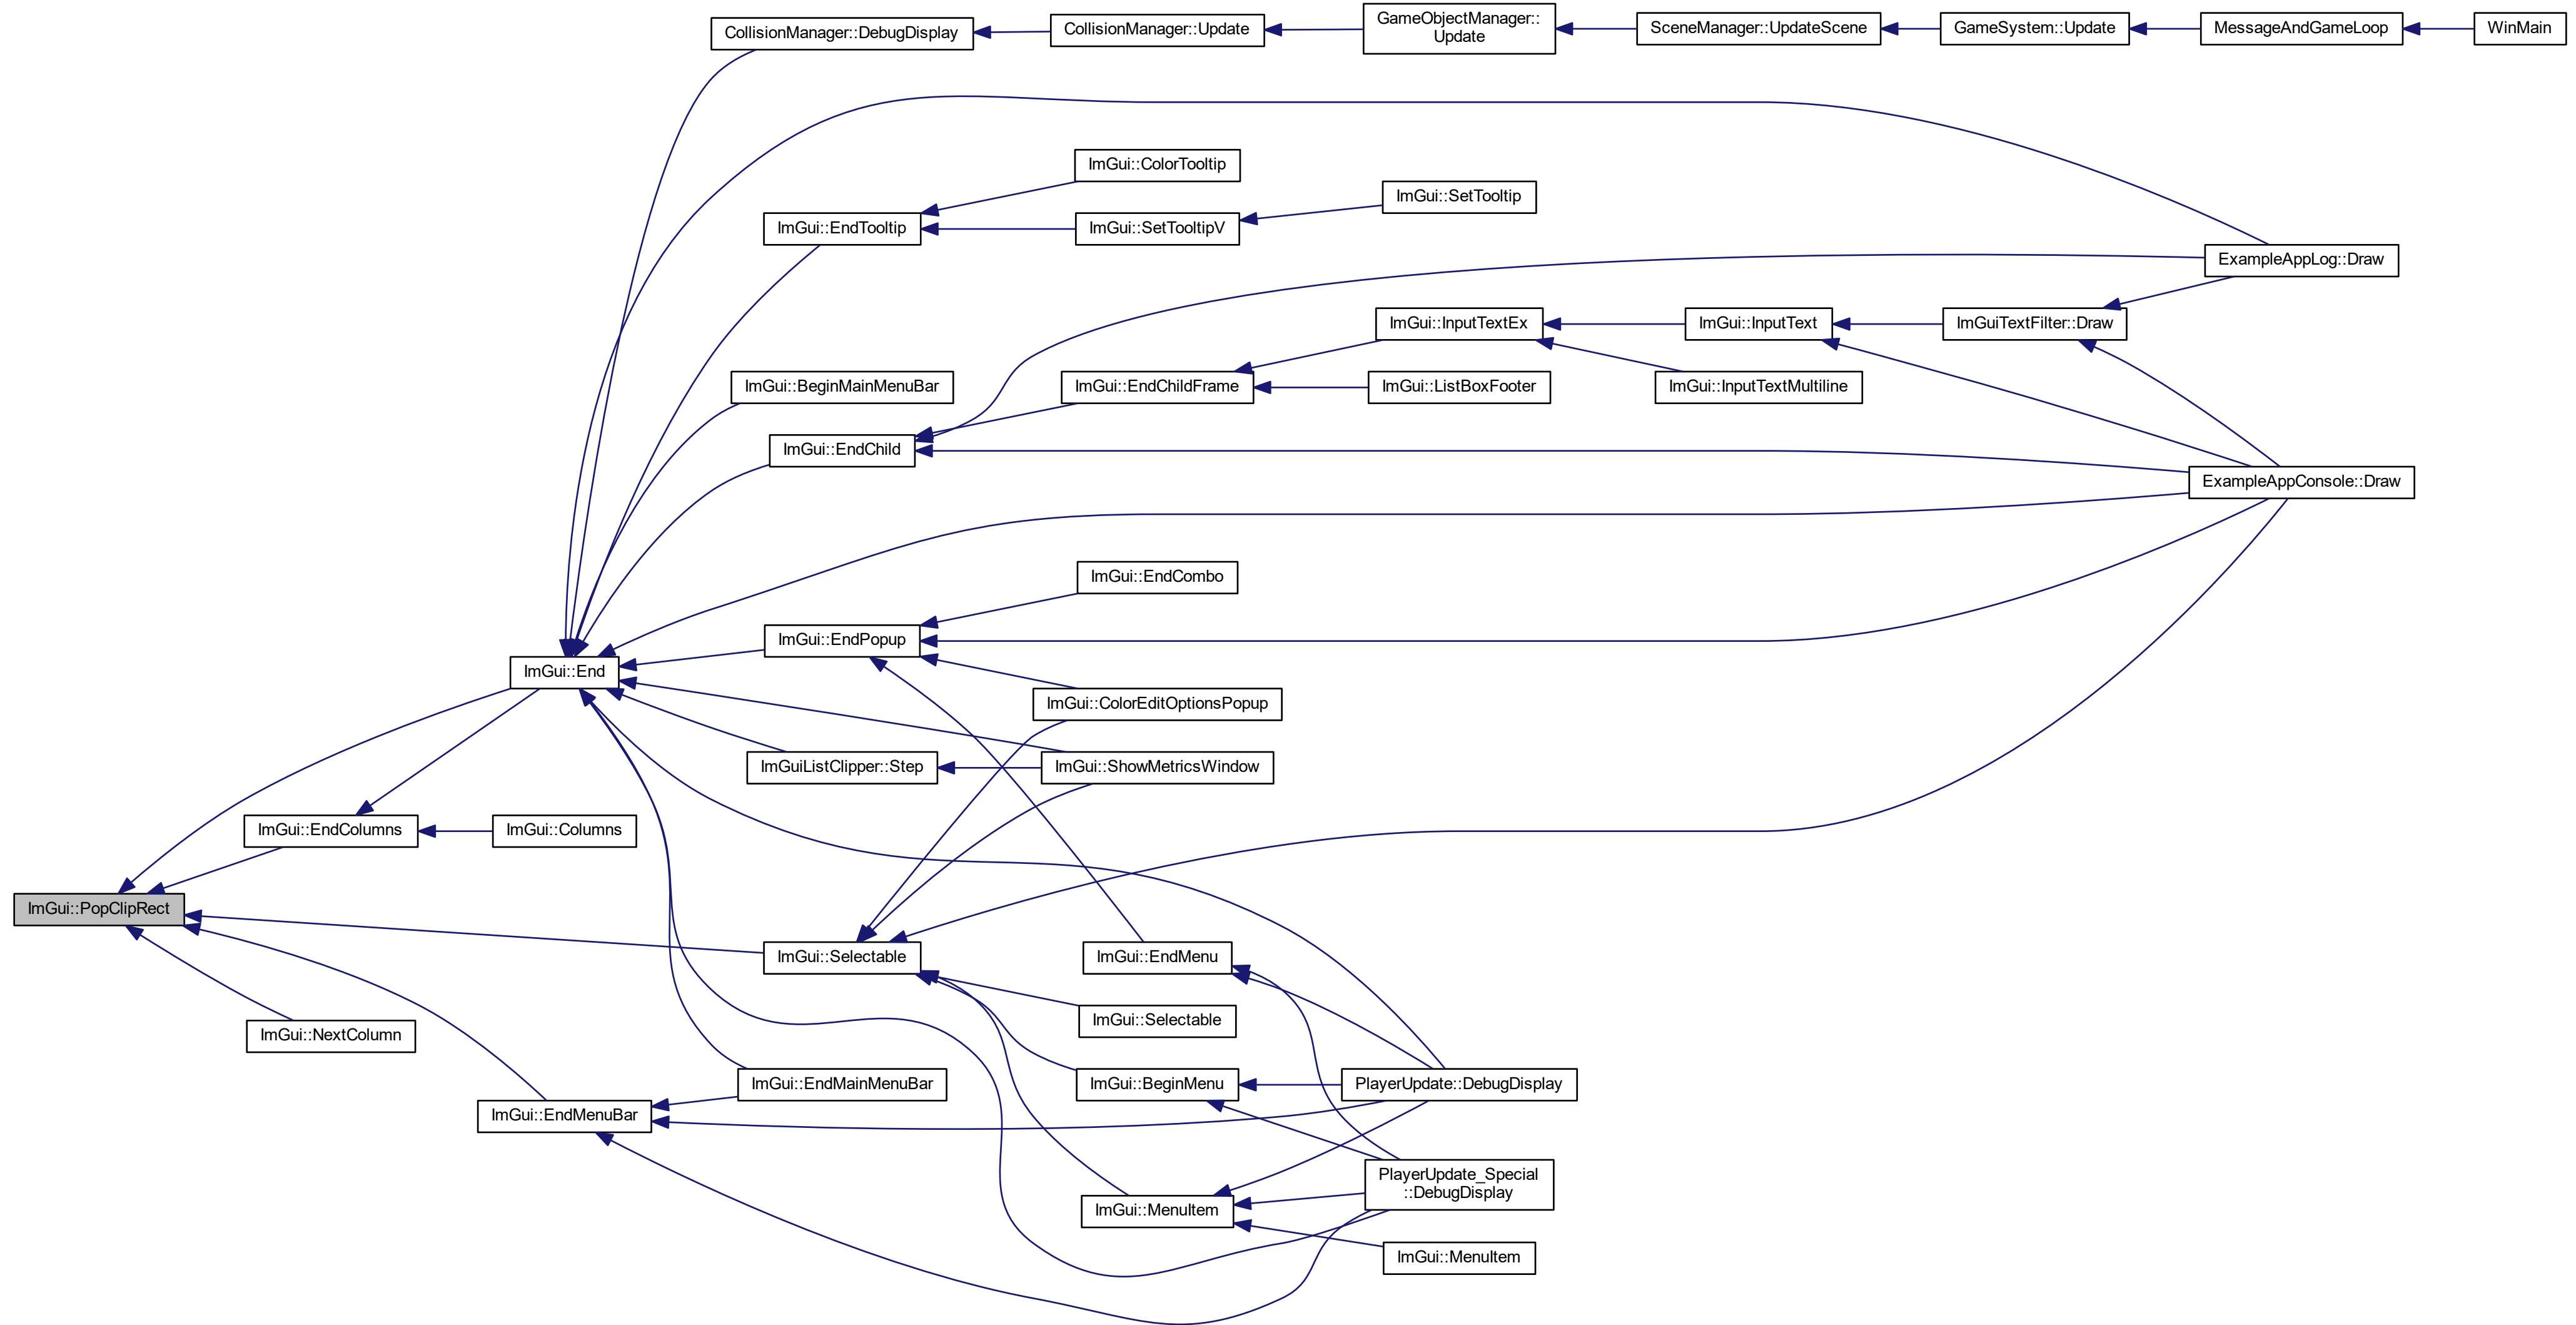 CollisionManager::DebugDisplay
CollisionManager::Update
GameObjectManager::
Update
SceneManager::UpdateScene
GameSystem::Update
MessageAndGameLoop
WinMain
ImGui::ColorTooltip
ImGui::SetTooltip
ImGui::EndTooltip
ImGui::SetTooltipV
ExampleAppLog::Draw
ImGui::InputTextEx
ImGui::InputText
ImGuiTextFilter::Draw
ImGui::BeginMainMenuBar
ImGui::EndChildFrame
ImGui::ListBoxFooter
ImGui::InputTextMultiline
ImGui::EndChild
ExampleAppConsole::Draw
ImGui::EndCombo
ImGui::EndPopup
ImGui::End
ImGui::ColorEditOptionsPopup
ImGuiListClipper::Step
ImGui::ShowMetricsWindow
ImGui::EndColumns
ImGui::Columns
ImGui::PopClipRect
ImGui::Selectable
ImGui::EndMenu
ImGui::NextColumn
ImGui::Selectable
ImGui::EndMainMenuBar
ImGui::BeginMenu
PlayerUpdate::DebugDisplay
ImGui::EndMenuBar
PlayerUpdate_Special
::DebugDisplay
ImGui::MenuItem
ImGui::MenuItem